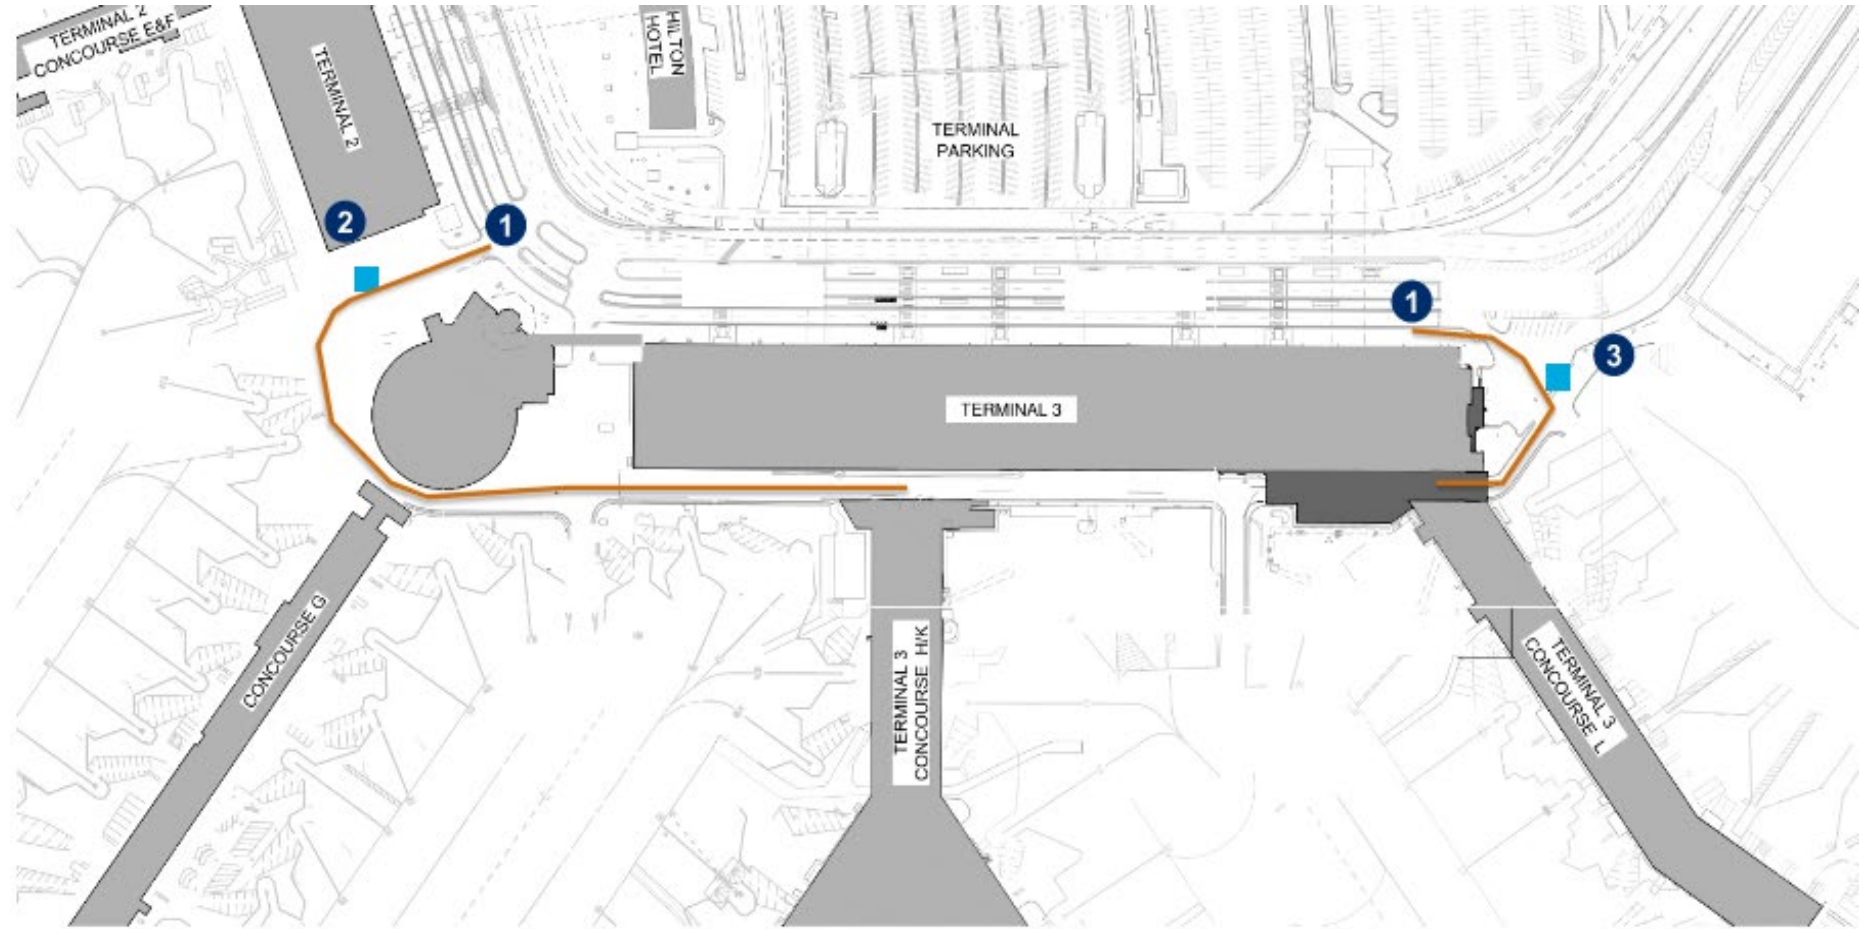 TERMINAL 2
CONCOURSE E&F
TERMINAL 2
HILTON
HOTEL
TERMINAL
PARKING
2
1
1
3
TERMINAL 3
CONCOURSE G
TERMINAL 3
CONCOURSE H/K
TERMINAL 3
CONCOURSE L